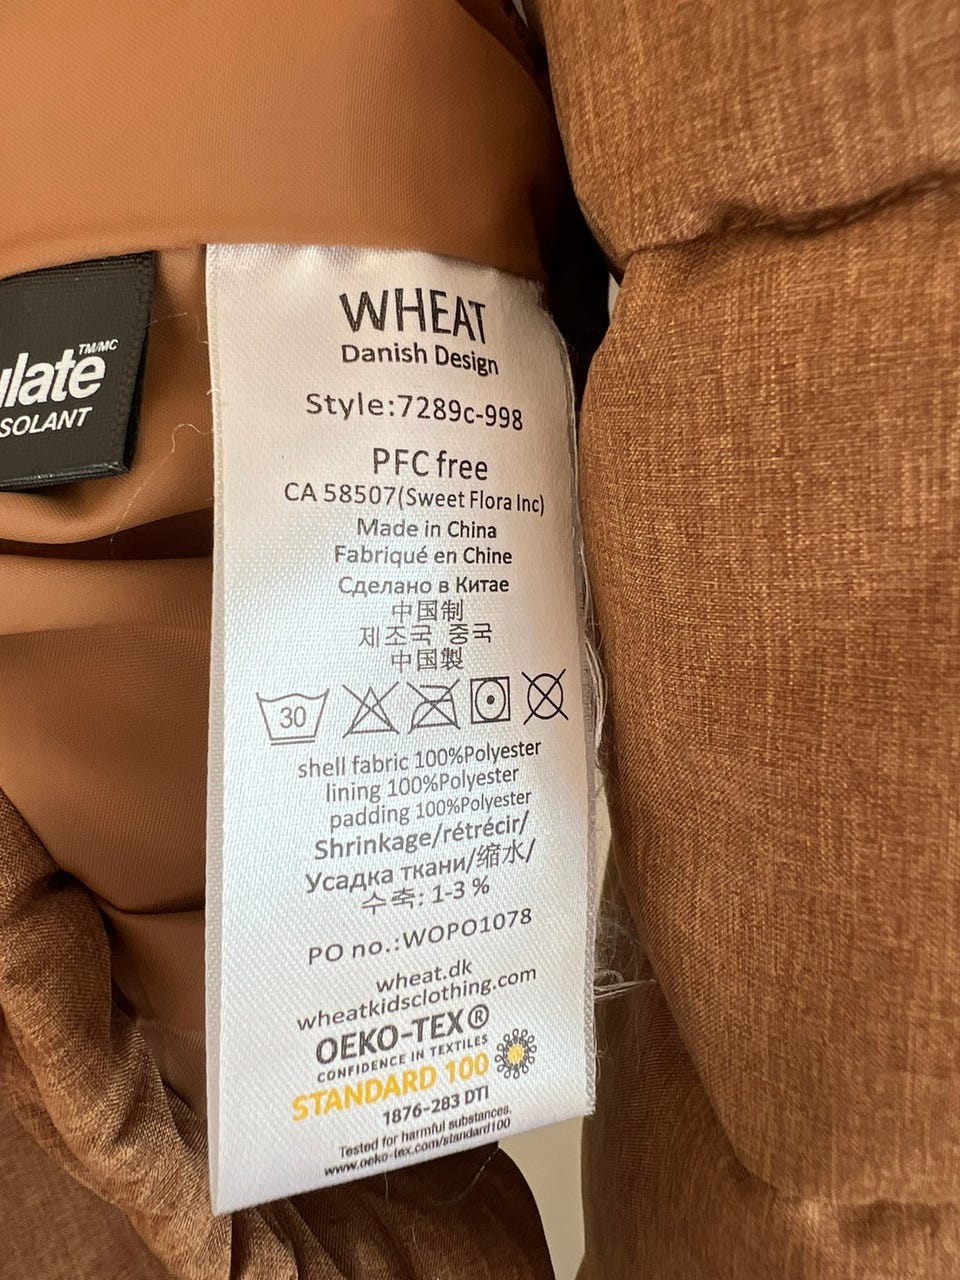 TM/MC
SOLANT
WHEAT
Danish Design
Style:7289c-998
PFC free
CA 58507(Sweet Flora Inc)
Made in China
Fabriqué en Chine
Сделано в Китае
中国制
제조국 중국
中国製
30
shell fabric 100%Polyester
lining 100%Polyester
padding 100%Polyester
Shrinkage/rétrécir/
Усадка ткани/缩水/
수축: 1-3 %
PO no.:WOPO1078
wheat.dk
wheatkidsclothing.com
OEKO-TEX®
CONFIDENCE IN TEXTILES
STANDARD 100
1876-283 DTI
Tested for harmful substances.
www.oeko-tex.com/standard100